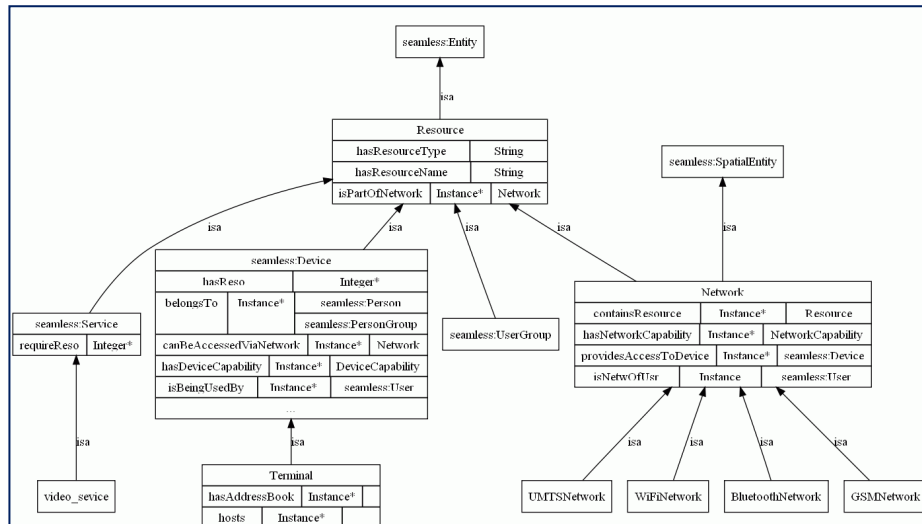 seamless:Entity
isa
Resource
hasResourceType String
hasResourceName String
isPartOfNetwork Instance* Network
seamless:SpatialEntity
isa
isa
isa
isa
isa
seamless:Device
hasReso Integer*
belongsTo Instance* seamless:Person
seamless:PersonGroup
canBeAccessedViaNetwork Instance* Network
hasDeviceCapability Instance* DeviceCapability
isBeingUsedBy Instance* seamless:User
...
seamless:Service
requireReso Integer*
seamless:UserGroup
Network
containsResource Instance* Resource
hasNetworkCapability Instance* NetworkCapability
providesAccessToDevice Instance* seamless:Device
isNetwOfUsr Instance seamless:User
isa
isa
isa
isa
isa
isa
video_sevice
Terminal
hasAddressBook Instance*
hosts Instance*
UMTSNetwork
WiFiNetwork
BluetoothNetwork
GSMNetwork